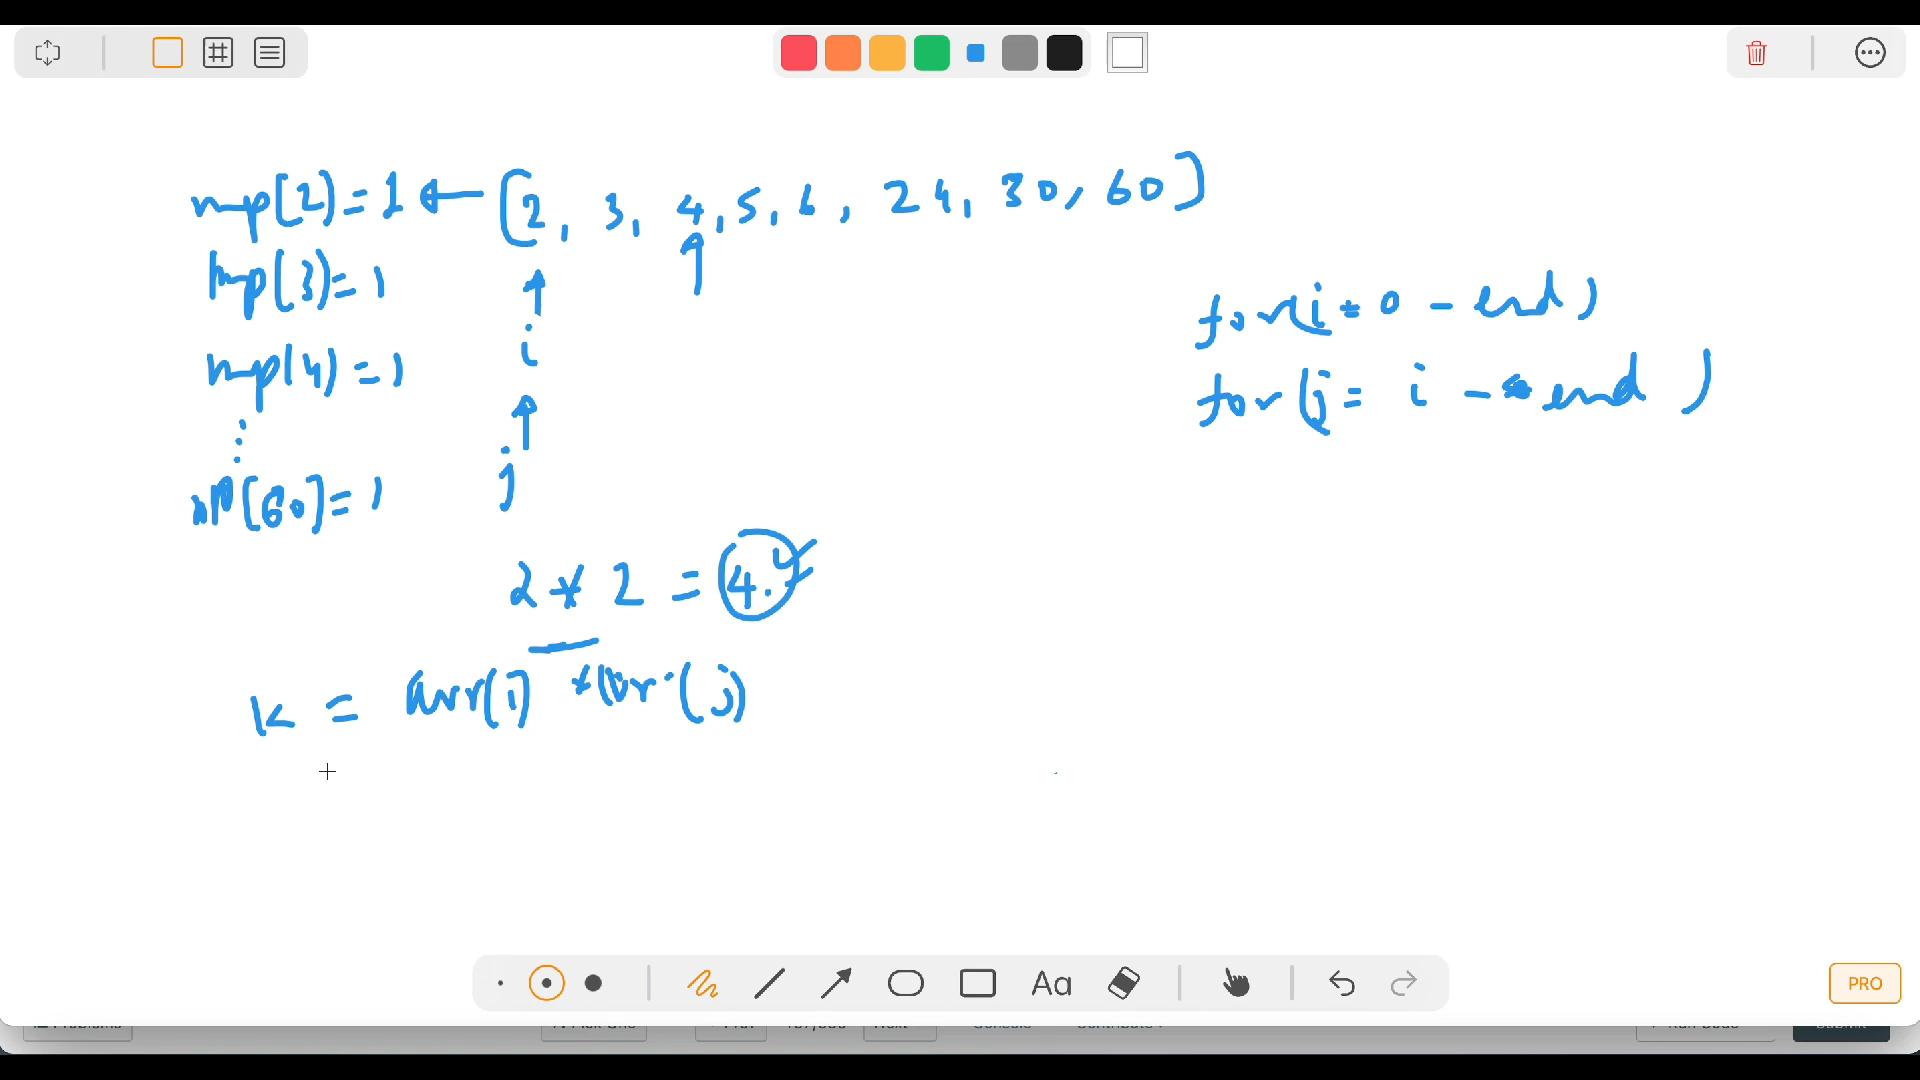 mp[2] = 1 ← [2, 3, 4, 5, 6, 24, 30, 60]
mp(3) = 1
mp(4) = 1
mp[60] = 1
i
j
for(i = 0 - end)
for(j = i - end)
2 * 2 = 4.
k = arr(i) * arr(j)
Aa
PRO